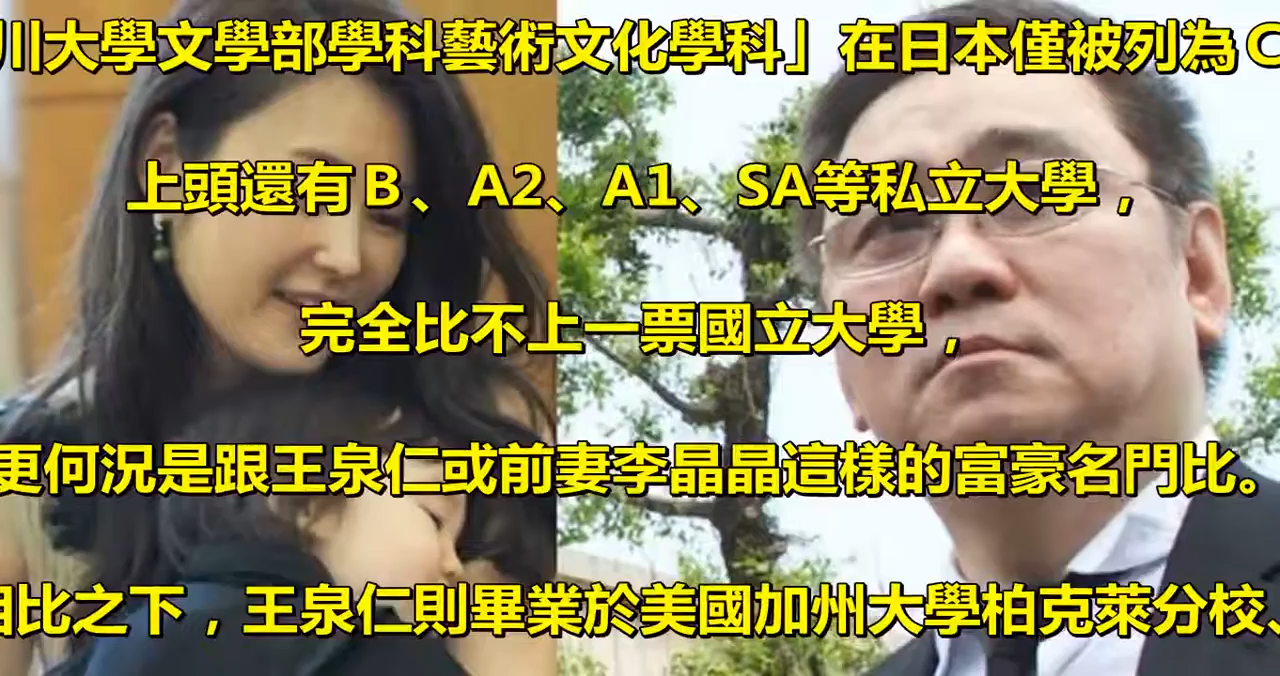 川大學文學部學科藝術文化學科」在日本僅被列為C
上頭還有B、A2、A1、SA等私立大學，
完全比不上一票國立大學，
更何況是跟王泉仁或前妻李晶晶這樣的富豪名門比。
相比之下，王泉仁則畢業於美國加州大學柏克萊分校、